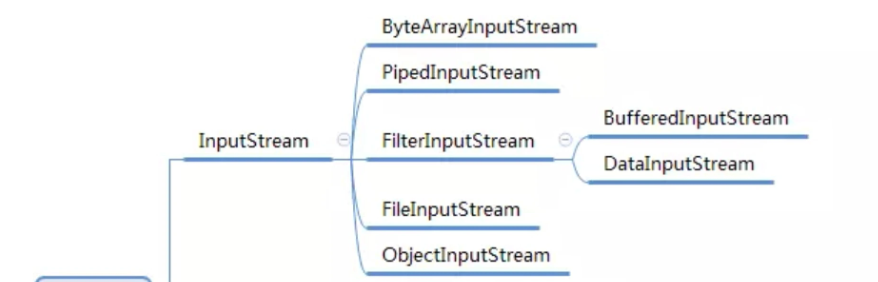 ByteArrayInputStream
PipedInputStream
BufferedInputStream
InputStream
FilterInputStream
DataInputStream
FileInputStream
ObjectInputStream